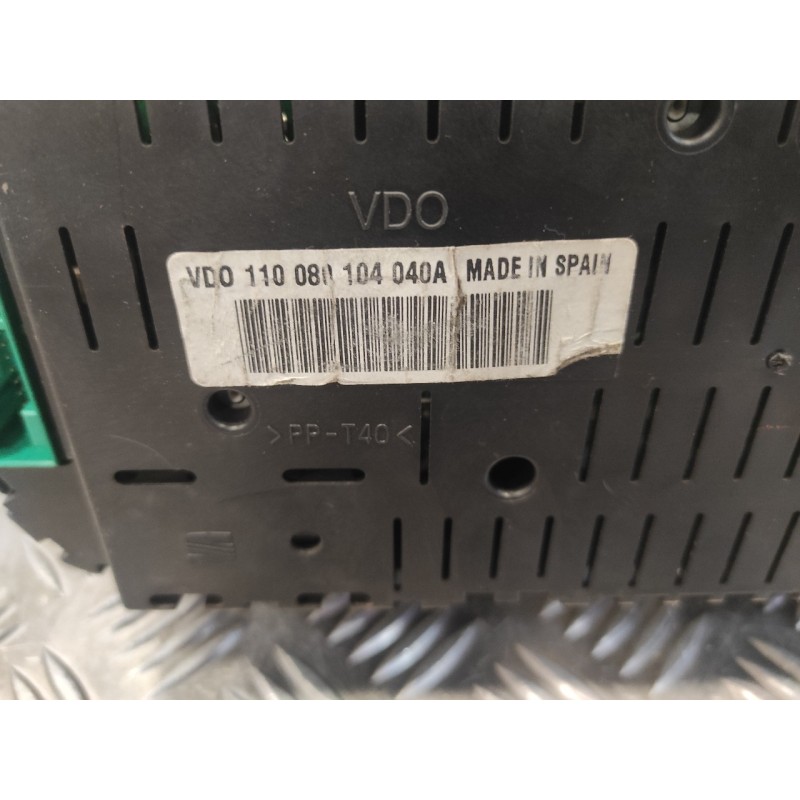 VDO
VDO 110 080 104 040A MADE IN SPAIN
>PP-T40<